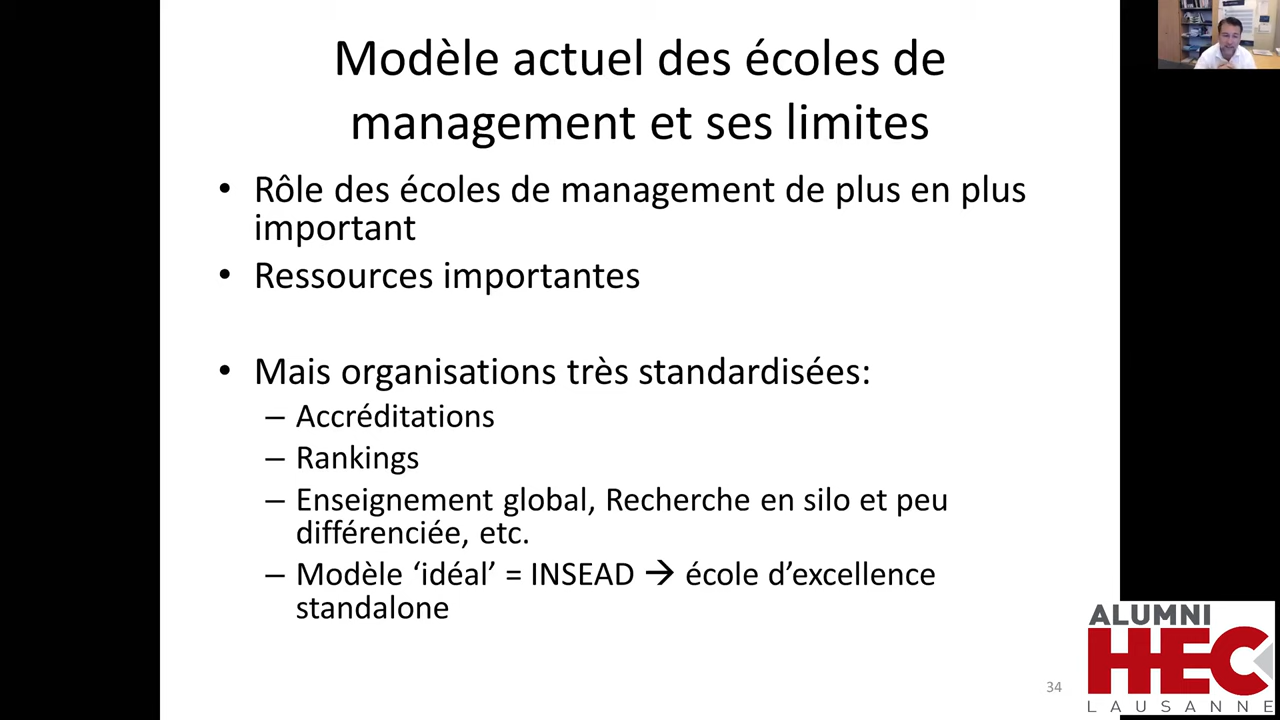 Modèle actuel des écoles de
management et ses limites
• Rôle des écoles de management de plus en plus
important
• Ressources importantes
• Mais organisations très standardisées:
– Accréditations
– Rankings
– Enseignement global, Recherche en silo et peu
différenciée, etc.
– Modèle ‘idéal’ = INSEAD → école d’excellence
standalone
34
ALUMNI
HEC
LAUSANNE